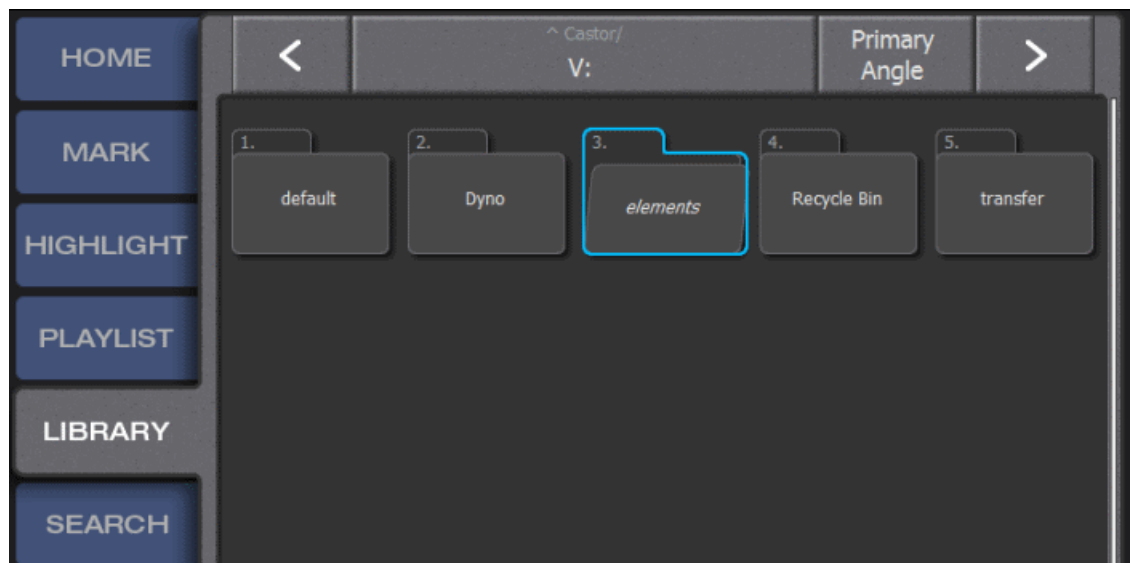 HOME
MARK
HIGHLIGHT
PLAYLIST
LIBRARY
SEARCH
<
^ Castor/
V:
Primary
Angle
>
1.
default
2.
Dyno
3.
elements
4.
Recycle Bin
5.
transfer